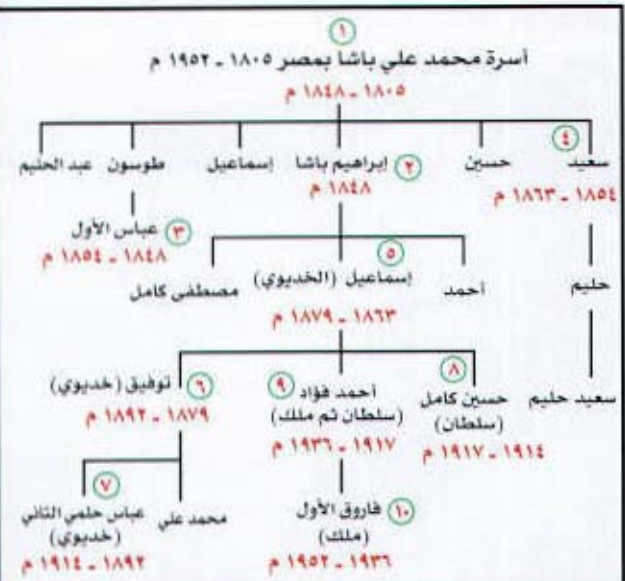 ١
أسرة محمد علي باشا بمصر ١٨٠٥ ـ ١٩٥٢ م
١٨٠٥ ـ ١٨٤٨ م
٤
سعيد
١٨٥٤ ـ ١٨٦٣ م
حسين
٢ إبراهيم باشا
١٨٤٨ م
إسماعيل
طوسون
عبد الحليم
٣ عباس الأول
١٨٤٨ ـ ١٨٥٤ م
حليم
أحمد
٥
إسماعيل (الخديوي)
١٨٦٣ ـ ١٨٧٩ م
مصطفى كامل
سعيد حليم
٨
حسين كامل
(سلطان)
١٩١٤ ـ ١٩١٧ م
٩ أحمد فؤاد
(سلطان ثم ملك)
١٩١٧ ـ ١٩٣٦ م
٦ توفيق (خديوي)
١٨٧٩ ـ ١٨٩٢ م
١٠ فاروق الأول
(ملك)
١٩٣٦ ـ ١٩٥٢ م
محمد علي
٧
عباس حلمي الثاني
(خديوي)
١٨٩٢ ـ ١٩١٤ م